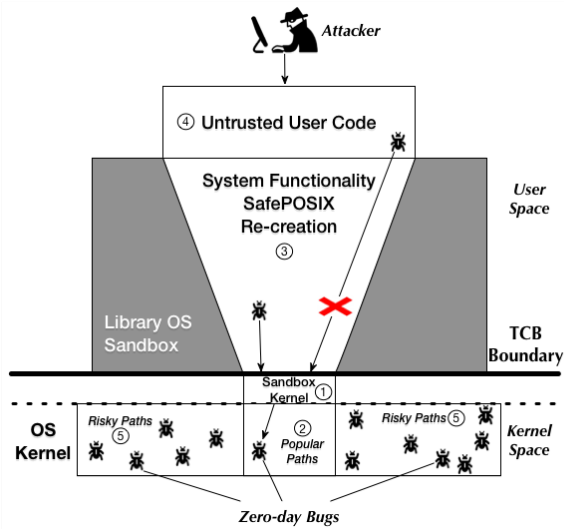 Attacker
④ Untrusted User Code
System Functionality
SafePOSIX
Re-creation
③
User
Space
Library OS
Sandbox
TCB
Boundary
Sandbox
Kernel ①
OS
Kernel
Risky Paths
⑤
②
Popular
Paths
Risky Paths ⑤
Kernel
Space
Zero-day Bugs